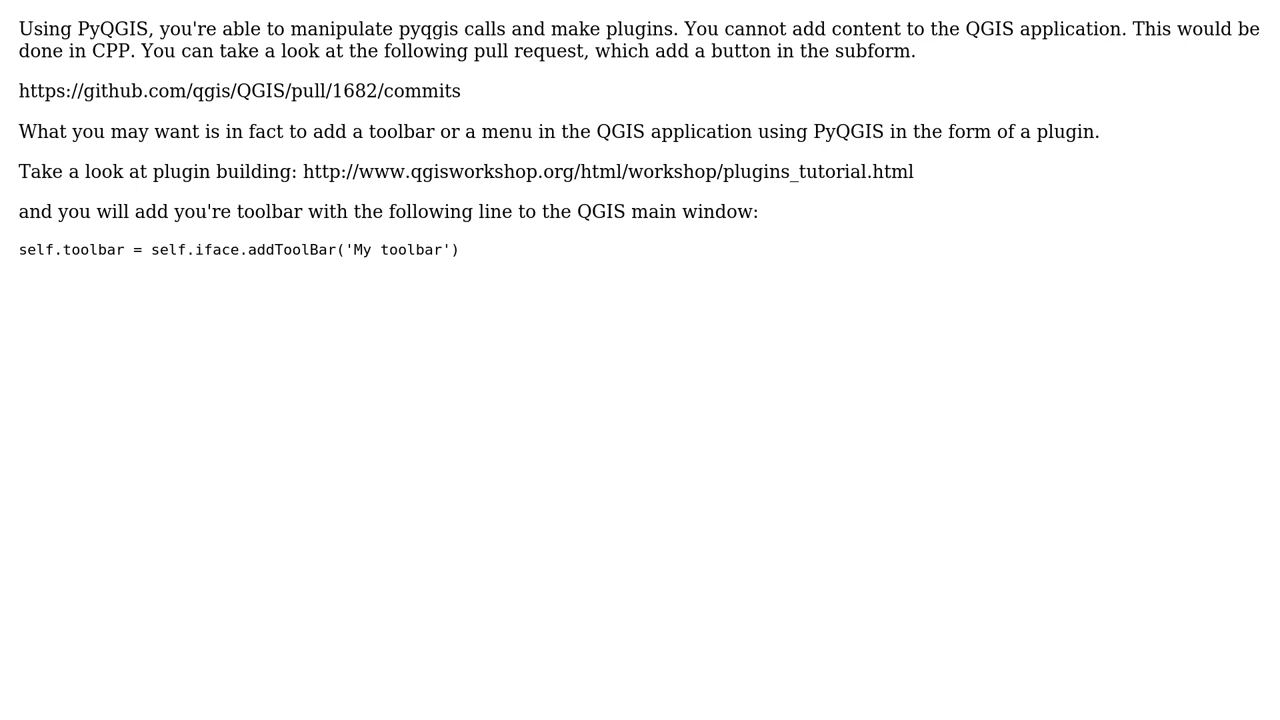 Using PyQGIS, you're able to manipulate pyqgis calls and make plugins. You cannot add content to the QGIS application. This would be
done in CPP. You can take a look at the following pull request, which add a button in the subform.
https://github.com/qgis/QGIS/pull/1682/commits
What you may want is in fact to add a toolbar or a menu in the QGIS application using PyQGIS in the form of a plugin.
Take a look at plugin building: http://www.qgisworkshop.org/html/workshop/plugins_tutorial.html
and you will add you're toolbar with the following line to the QGIS main window:
self.toolbar = self.iface.addToolBar('My toolbar')